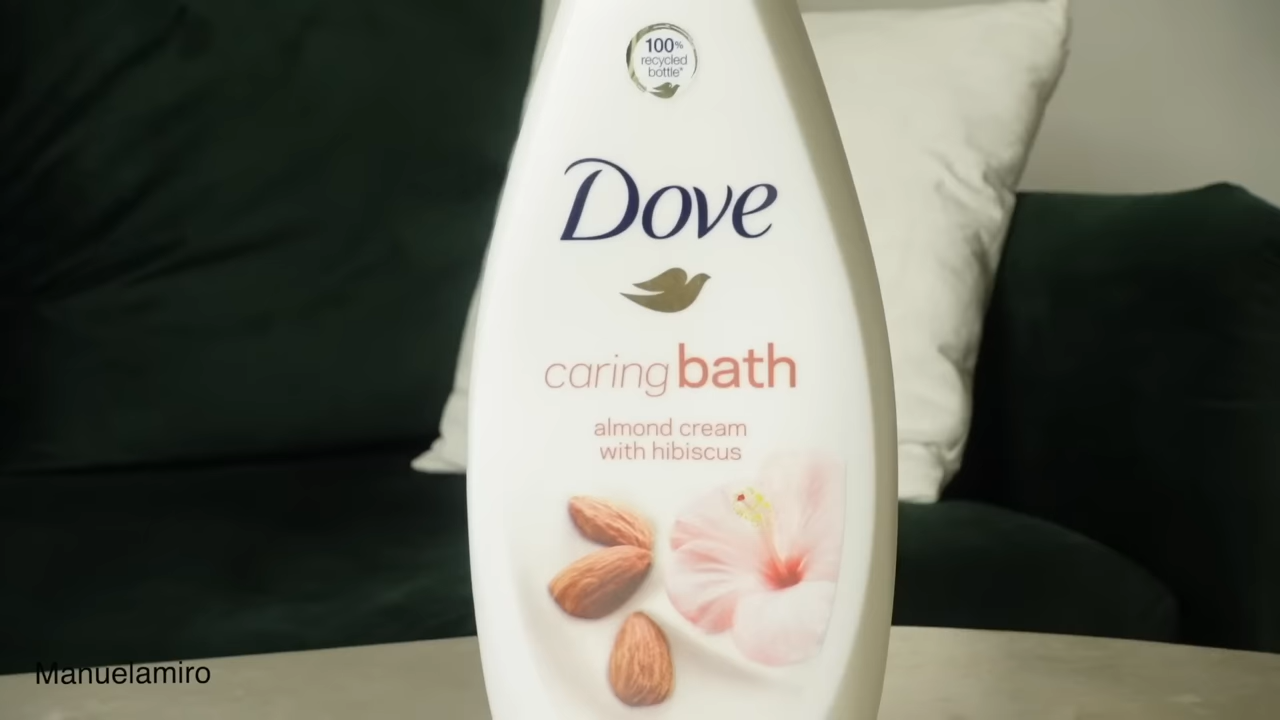 100%
recycled
bottle*
Dove
caring bath
almond cream
with hibiscus
Manuelamiro